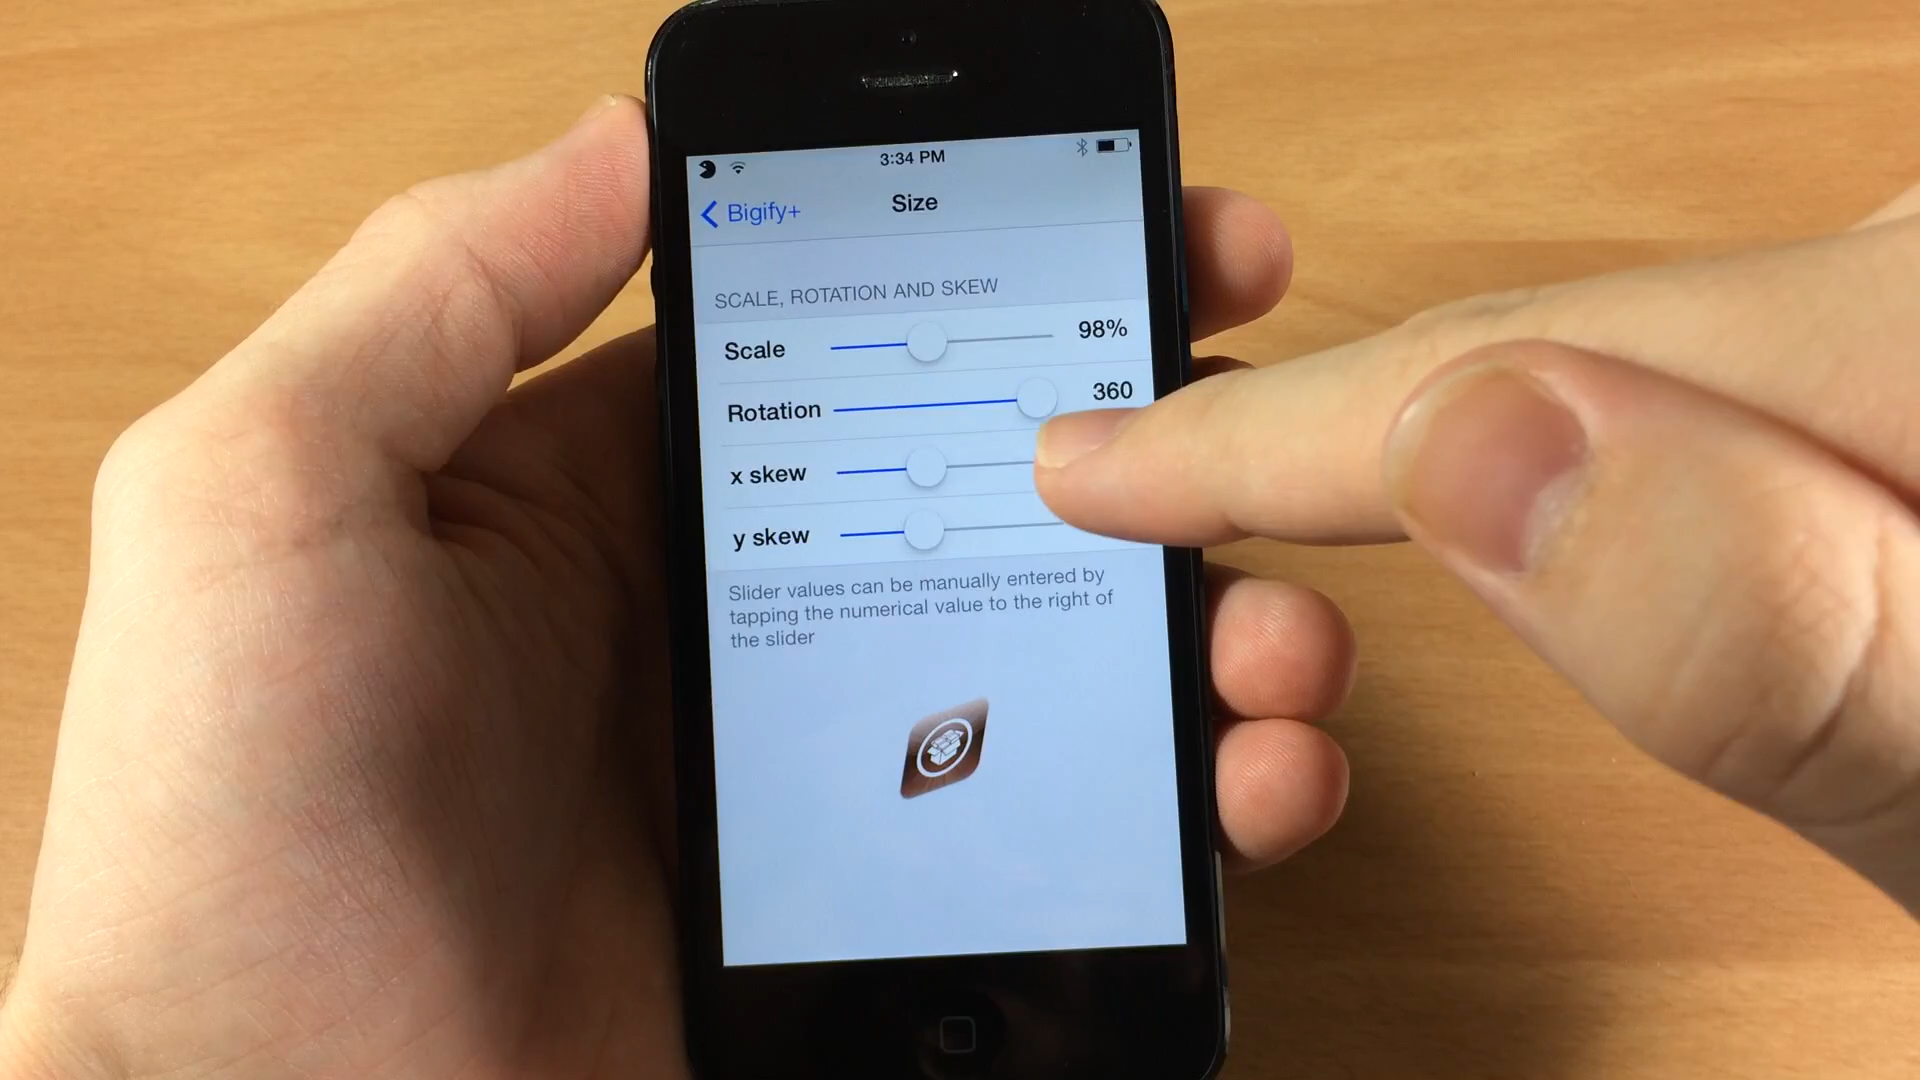 3:34 PM
Bigify+
Size
SCALE, ROTATION AND SKEW
Scale
98%
Rotation
360
x skew
y skew
Slider values can be manually entered by
tapping the numerical value to the right of
the slider